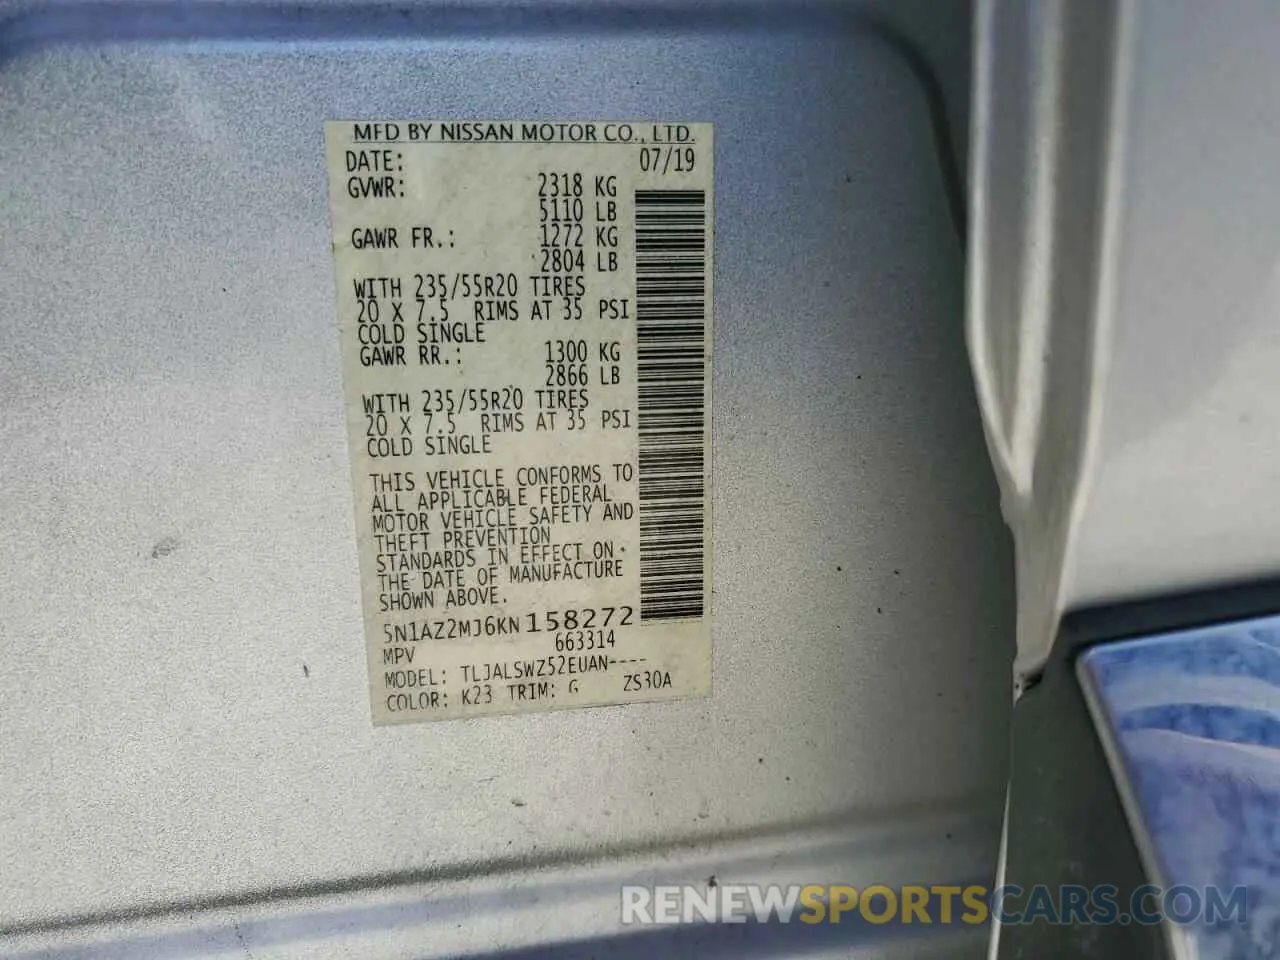 MFD BY NISSAN MOTOR CO., LTD.
DATE: 07/19
GVWR: 2318 KG
5110 LB
GAWR FR.: 1272 KG
2804 LB
WITH 235/55R20 TIRES
20 X 7.5 RIMS AT 35 PSI
COLD SINGLE
GAWR RR.: 1300 KG
2866 LB
WITH 235/55R20 TIRES
20 X 7.5 RIMS AT 35 PSI
COLD SINGLE
THIS VEHICLE CONFORMS TO
ALL APPLICABLE FEDERAL
MOTOR VEHICLE SAFETY AND
THEFT PREVENTION
STANDARDS IN EFFECT ON
THE DATE OF MANUFACTURE
SHOWN ABOVE.
5N1AZ2MJ6KN158272
MPV 663314
MODEL: TLJALSWZ52EUAN----
COLOR: K23 TRIM: G ZS30A
RENEWSPORTSCARS.COM